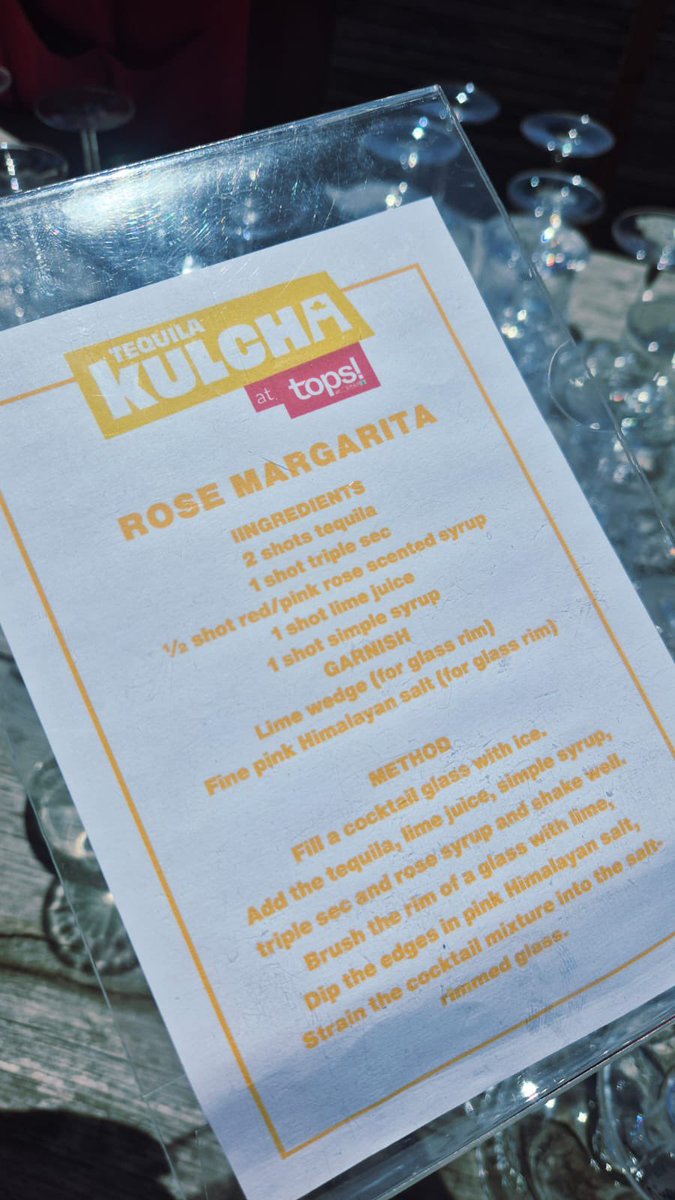 TEQUILA
KULCHA
at tops!
ROSE MARGARITA
IINGREDIENTS
2 shots tequila
1 shot triple sec
½ shot red/pink rose scented syrup
1 shot lime juice
1 shot simple syrup
GARNISH
Lime wedge (for glass rim)
Fine pink Himalayan salt (for glass rim)
METHOD
Fill a cocktail glass with ice.
Add the tequila, lime juice, simple syrup,
triple sec and rose syrup and shake well.
Brush the rim of a glass with lime,
Dip the edges in pink Himalayan salt,
Strain the cocktail mixture into the salt-
rimmed glass.